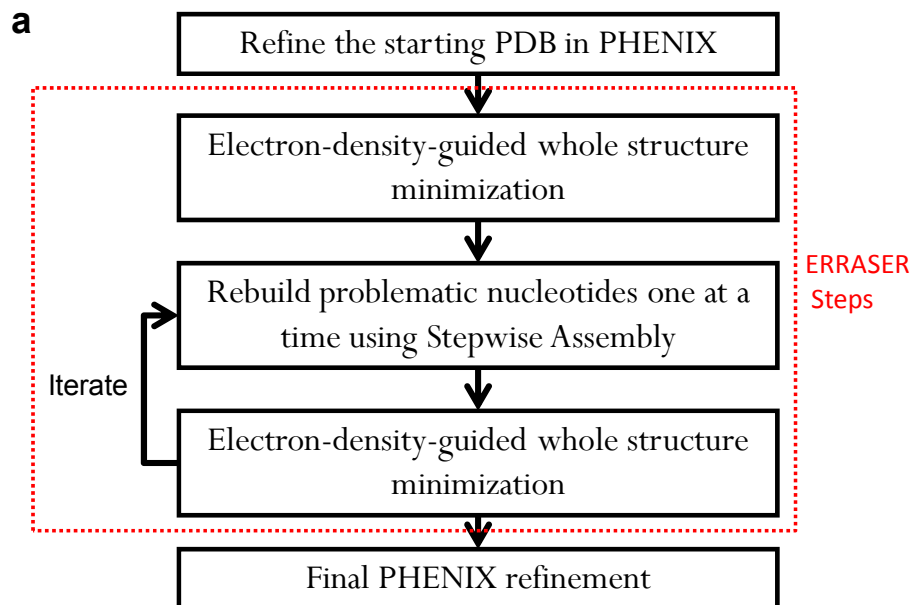 a
Refine the starting PDB in PHENIX
Electron-density-guided whole structure
minimization
ERRASER
Steps
Rebuild problematic nucleotides one at a
time using Stepwise Assembly
Iterate
Electron-density-guided whole structure
minimization
Final PHENIX refinement